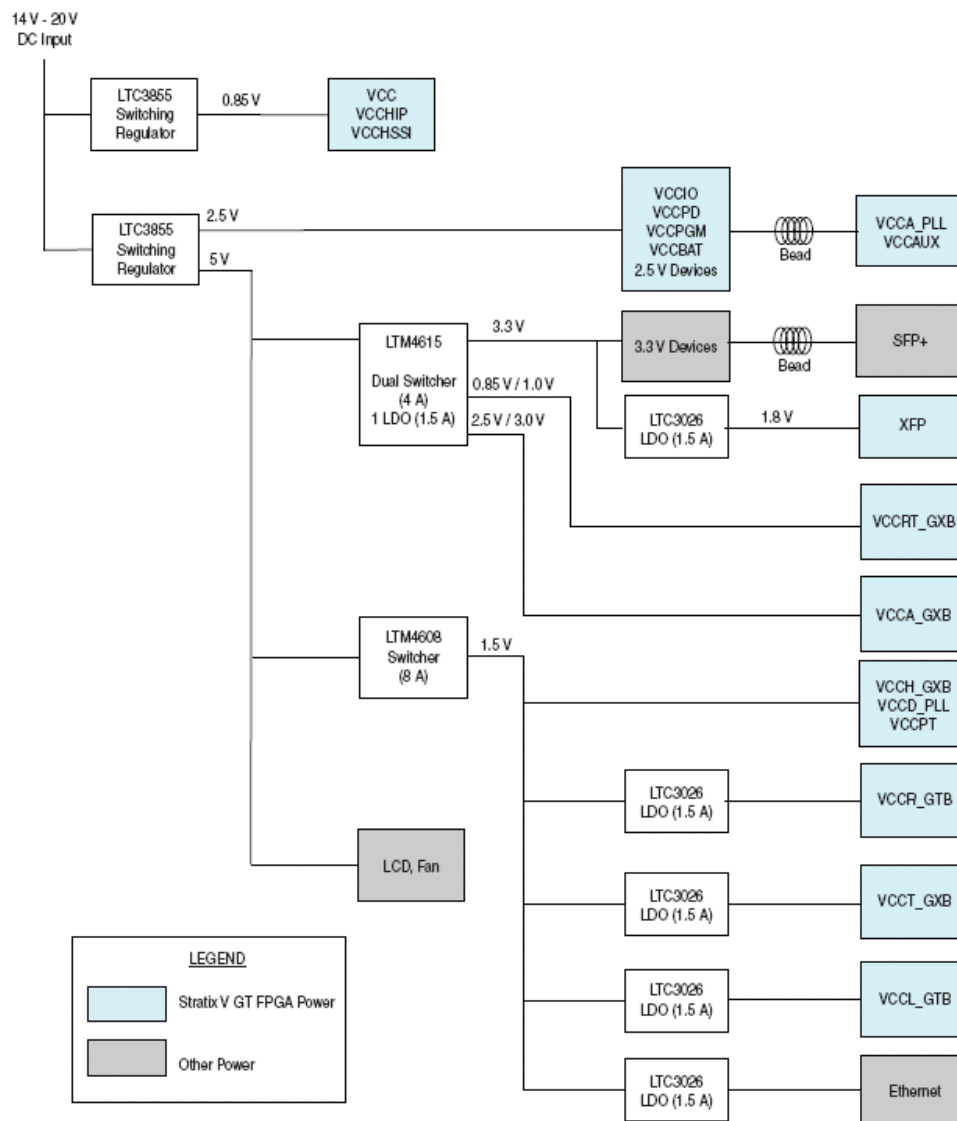 14 V - 20 V
DC Input
LTC3855
Switching
Regulator
0.85 V
VCC
VCCHIP
VCCHSSI
LTC3855
Switching
Regulator
2.5 V
5 V
VCCIO
VCCPD
VCCPGM
VCCBAT
2.5 V Devices
Bead
VCCA_PLL
VCCAUX
LTM4615
Dual Switcher
(4 A)
1 LDO (1.5 A)
3.3 V
0.85 V / 1.0 V
2.5 V / 3.0 V
3.3 V Devices
Bead
SFP+
LTC3026
LDO (1.5 A)
1.8 V
XFP
VCCRT_GXB
VCCA_GXB
LTM4608
Switcher
(8 A)
1.5 V
VCCH_GXB
VCCD_PLL
VCCPT
LTC3026
LDO (1.5 A)
VCCR_GTB
LCD, Fan
LTC3026
LDO (1.5 A)
VCCT_GXB
LTC3026
LDO (1.5 A)
VCCL_GTB
LTC3026
LDO (1.5 A)
Ethernet
LEGEND
Stratix V GT FPGA Power
Other Power